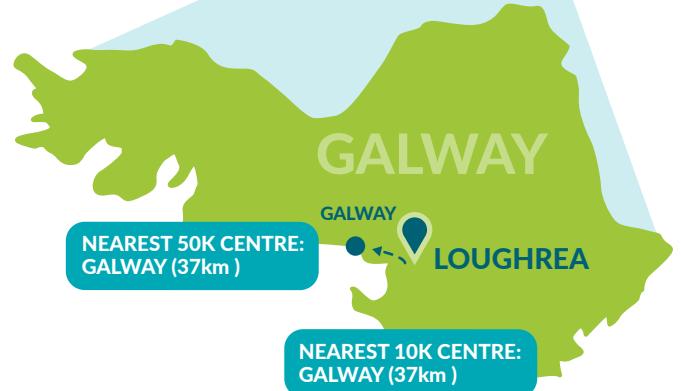 GALWAY
GALWAY
NEAREST 50K CENTRE:
GALWAY (37km )
LOUGHREA
NEAREST 10K CENTRE:
GALWAY (37km )